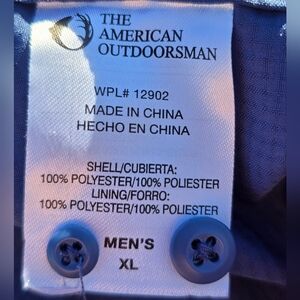 THE
AMERICAN
OUTDOORSMAN
WPL# 12902
MADE IN CHINA
HECHO EN CHINA
SHELL/CUBIERTA:
100% POLYESTER/100% POLIESTER
LINING/FORRO:
100% POLYESTER/100% POLIESTER
MEN'S
XL